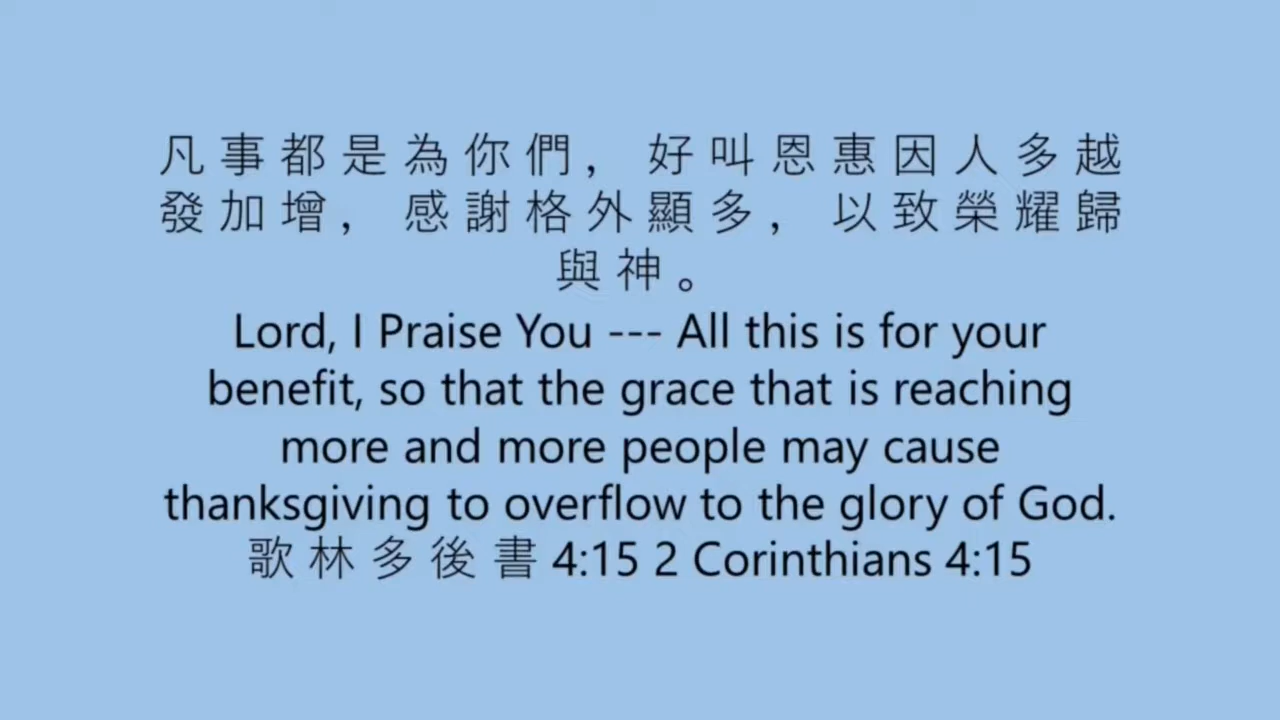 凡事都是為你們，好叫恩惠因人多越
發加增，感謝格外顯多，以致榮耀歸
與神。
Lord, I Praise You --- All this is for your
benefit, so that the grace that is reaching
more and more people may cause
thanksgiving to overflow to the glory of God.
歌林多後書 4:15 2 Corinthians 4:15